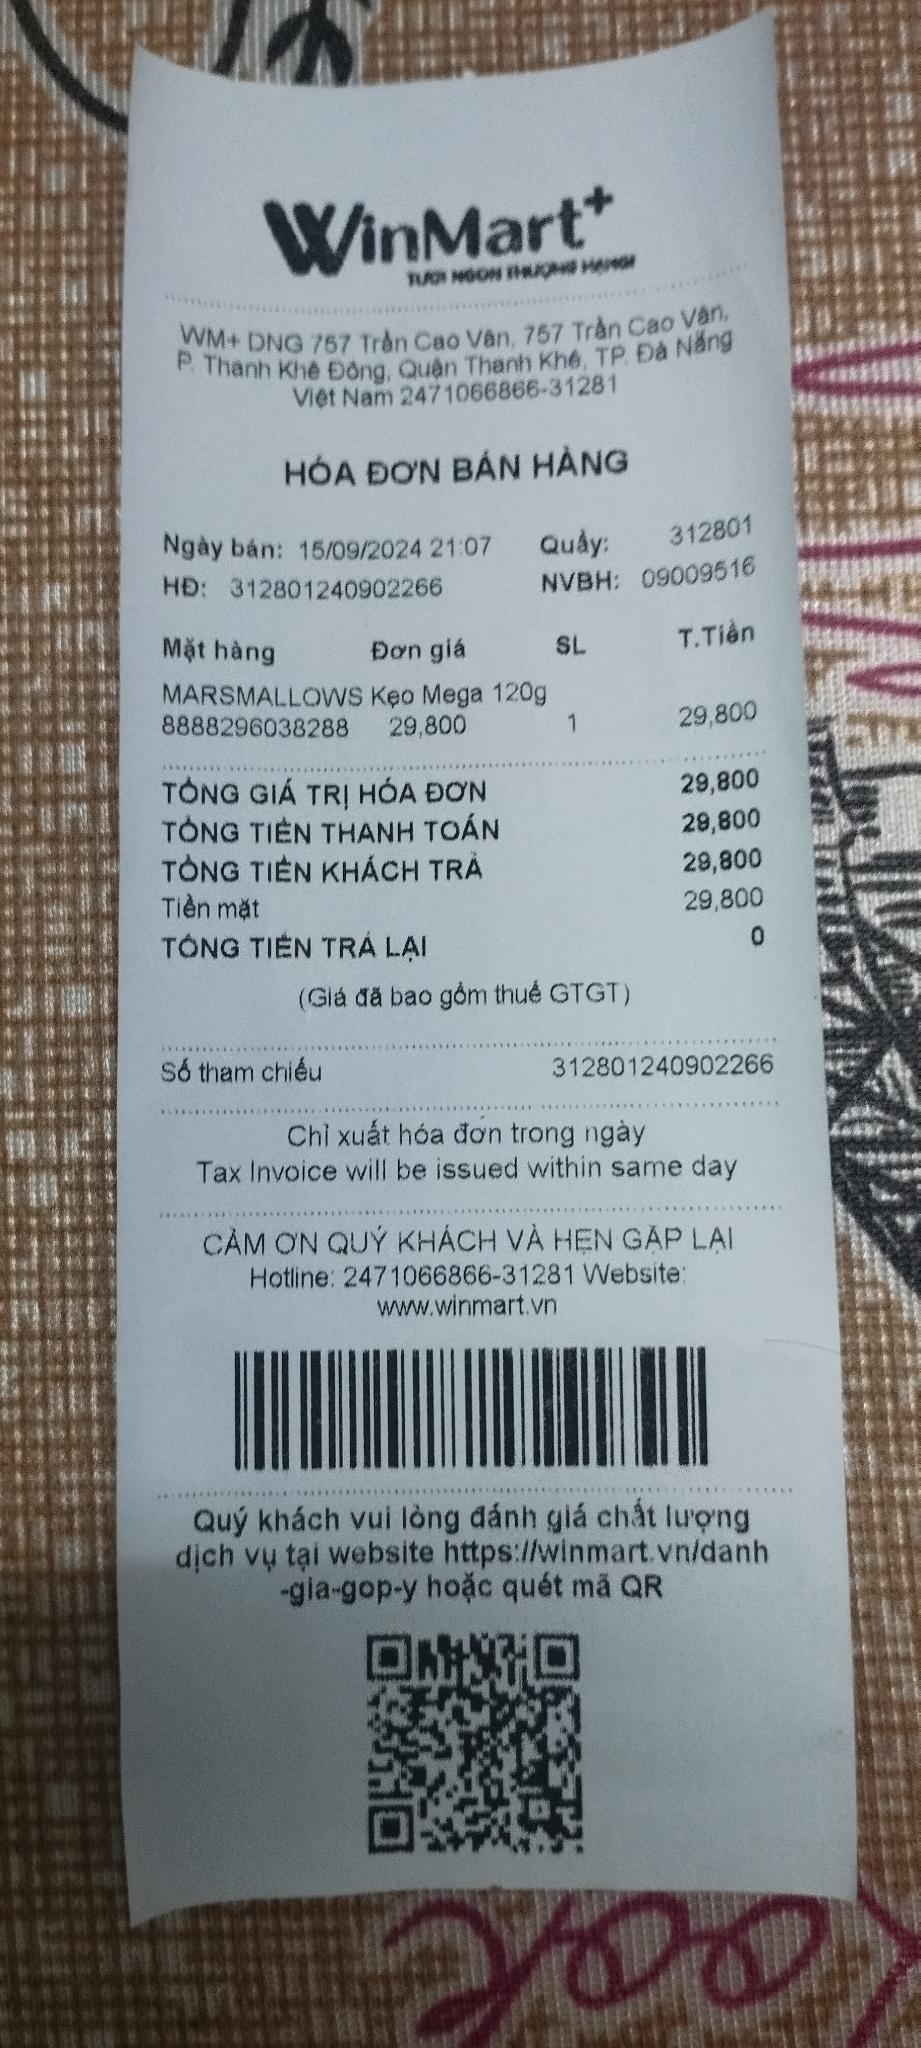 WinMart+
TƯƠI NGON THƯỢNG HẠNG!
WM+ DNG 757 Trần Cao Vân, 757 Trần Cao Vân,
P. Thanh Khê Đông, Quận Thanh Khê, TP. Đà Nẵng
Việt Nam 2471066866-31281
HÓA ĐƠN BÁN HÀNG
Ngày bán: 15/09/2024 21:07 Quầy: 312801
HĐ: 312801240902266 NVBH: 09009516
Mặt hàng Đơn giá SL T.Tiền
MARSMALLOWS Kẹo Mega 120g
8888296038288 29,800 1 29,800
TỔNG GIÁ TRỊ HÓA ĐƠN 29,800
TỔNG TIỀN THANH TOÁN 29,800
TỔNG TIỀN KHÁCH TRẢ 29,800
Tiền mặt 29,800
TỔNG TIỀN TRẢ LẠI 0
(Giá đã bao gồm thuế GTGT)
Số tham chiếu 312801240902266
Chỉ xuất hóa đơn trong ngày
Tax Invoice will be issued within same day
CẢM ƠN QUÝ KHÁCH VÀ HẸN GẶP LẠI
Hotline: 2471066866-31281 Website:
www.winmart.vn
Quý khách vui lòng đánh giá chất lượng
dịch vụ tại website https://winmart.vn/danh
-gia-gop-y hoặc quét mã QR